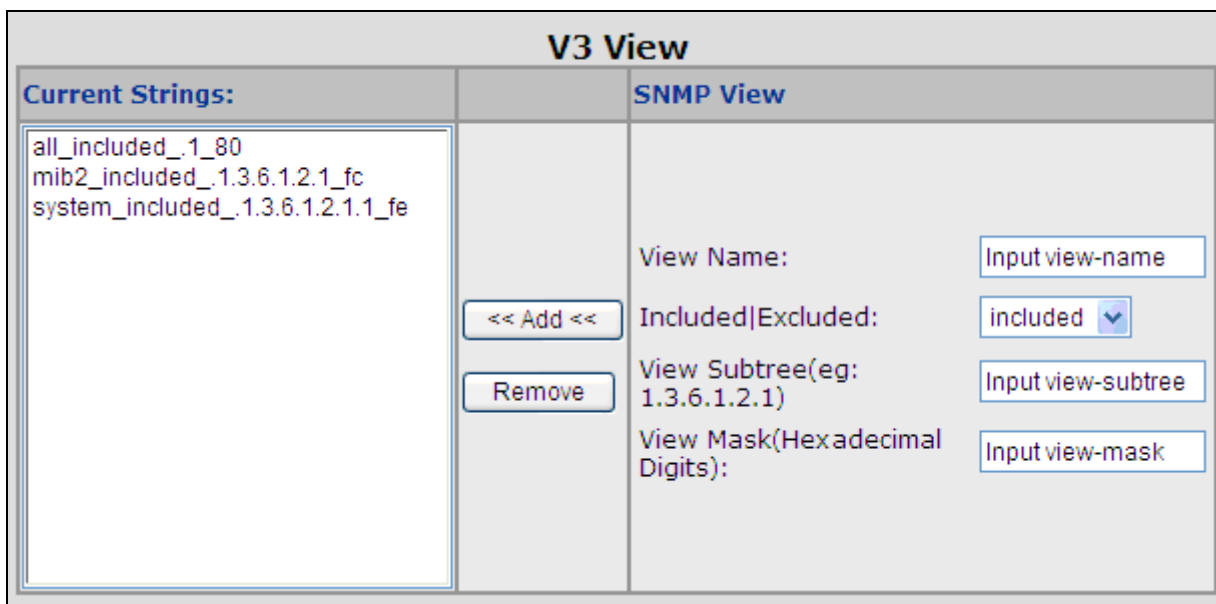 V3 View
Current Strings:
SNMP View
all_included_.1_80
mib2_included_.1.3.6.1.2.1_fc
system_included_.1.3.6.1.2.1.1_fe
<< Add <<
Remove
View Name:
Input view-name
Included|Excluded:
included
View Subtree(eg:
1.3.6.1.2.1)
Input view-subtree
View Mask(Hexadecimal
Digits):
Input view-mask